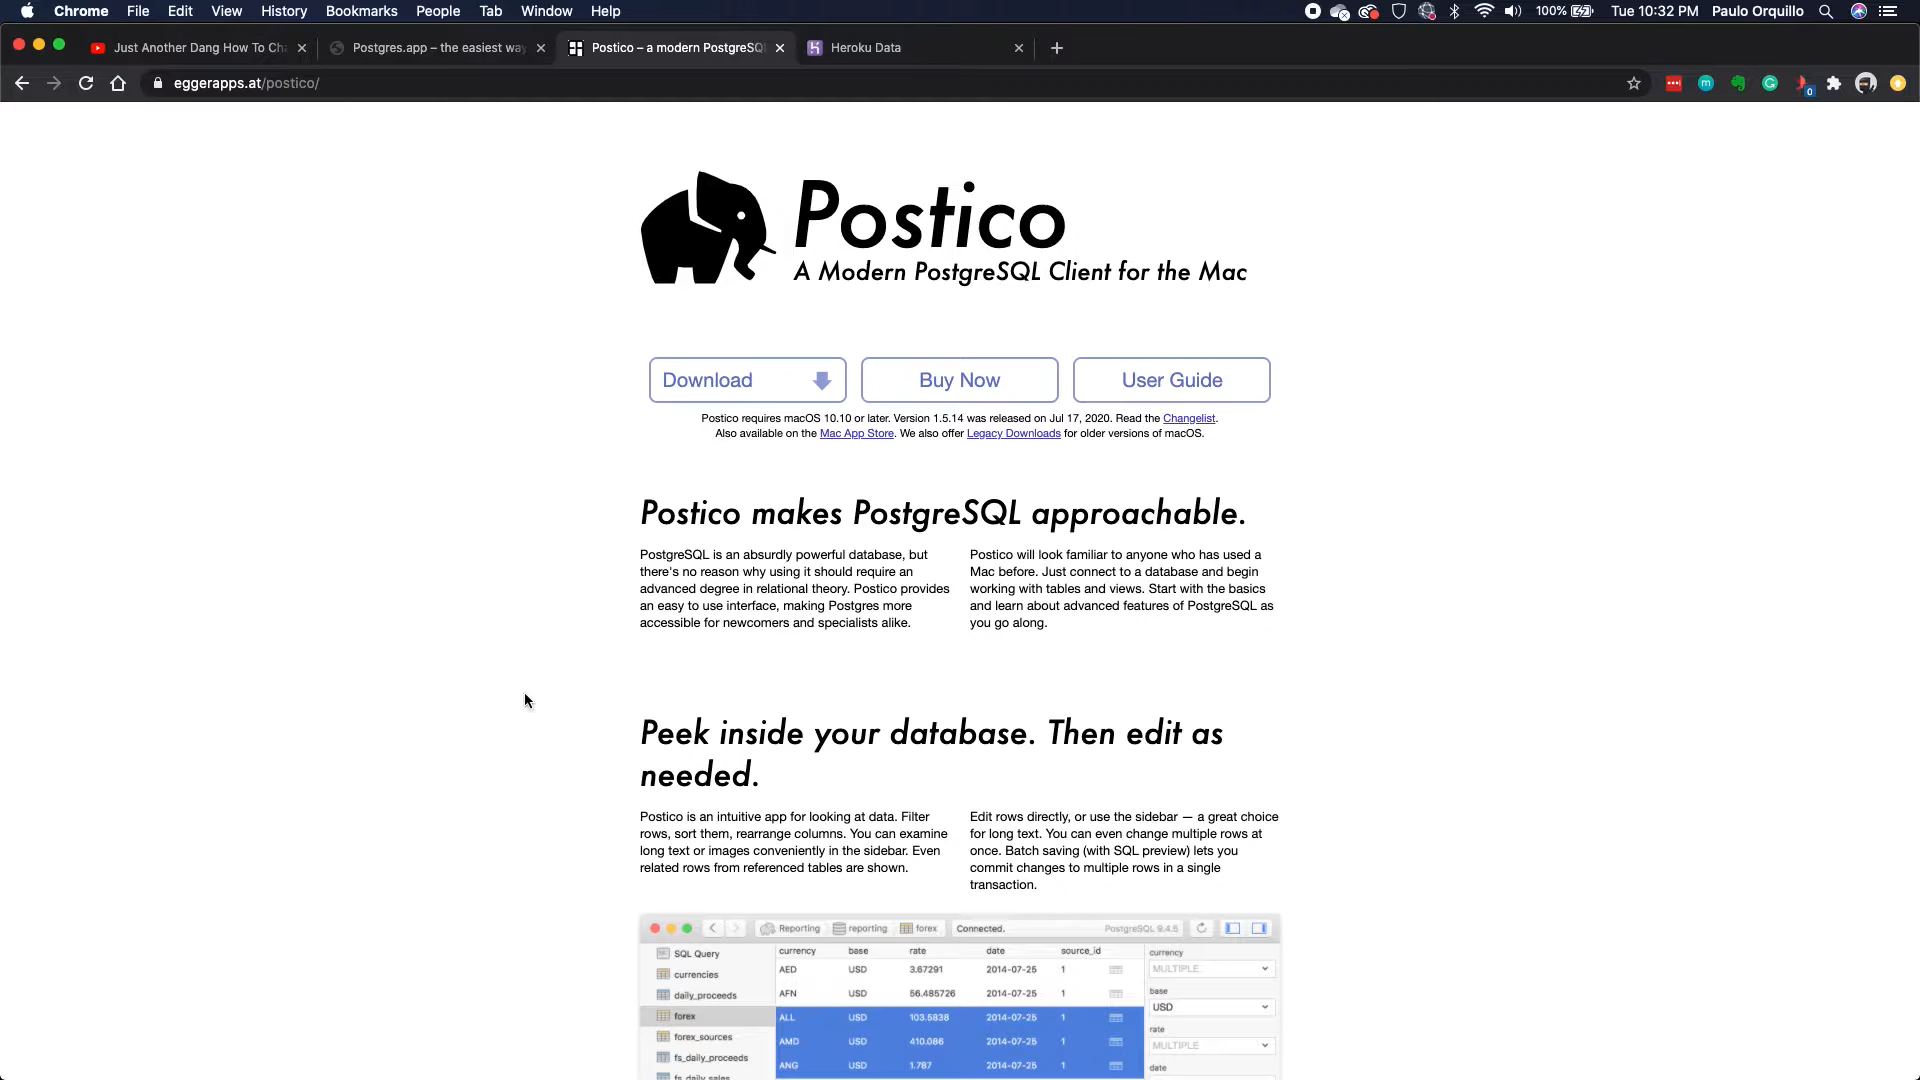 Chrome File Edit View History Bookmarks People Tab Window Help 100% Tue 10:32 PM Paulo Orquillo
Just Another Dang How To Cha Postgres.app – the easiest way Postico – a modern PostgreSQL Heroku Data
eggerapps.at/postico/
0
Postico
A Modern PostgreSQL Client for the Mac
Download Buy Now User Guide
Postico requires macOS 10.10 or later. Version 1.5.14 was released on Jul 17, 2020. Read the Changelist.
Also available on the Mac App Store. We also offer Legacy Downloads for older versions of macOS.
Postico makes PostgreSQL approachable.
PostgreSQL is an absurdly powerful database, but
there's no reason why using it should require an
advanced degree in relational theory. Postico provides
an easy to use interface, making Postgres more
accessible for newcomers and specialists alike.
Postico will look familiar to anyone who has used a
Mac before. Just connect to a database and begin
working with tables and views. Start with the basics
and learn about advanced features of PostgreSQL as
you go along.
Peek inside your database. Then edit as
needed.
Postico is an intuitive app for looking at data. Filter
rows, sort them, rearrange columns. You can examine
long text or images conveniently in the sidebar. Even
related rows from referenced tables are shown.
Edit rows directly, or use the sidebar — a great choice
for long text. You can even change multiple rows at
once. Batch saving (with SQL preview) lets you
commit changes to multiple rows in a single
transaction.
Reporting reporting forex Connected. PostgreSQL 9.4.5
SQL Query
currencies
daily_proceeds
forex
forex_sources
fs_daily_proceeds
fs_daily_sales
currency base rate date source_id
AED USD 3.67291 2014-07-25 1
AFN USD 56.485726 2014-07-25 1
ALL USD 103.5838 2014-07-25 1
AMD USD 410.086 2014-07-25 1
ANG USD 1.787 2014-07-25 1
currency
MULTIPLE
base
USD
rate
MULTIPLE
date